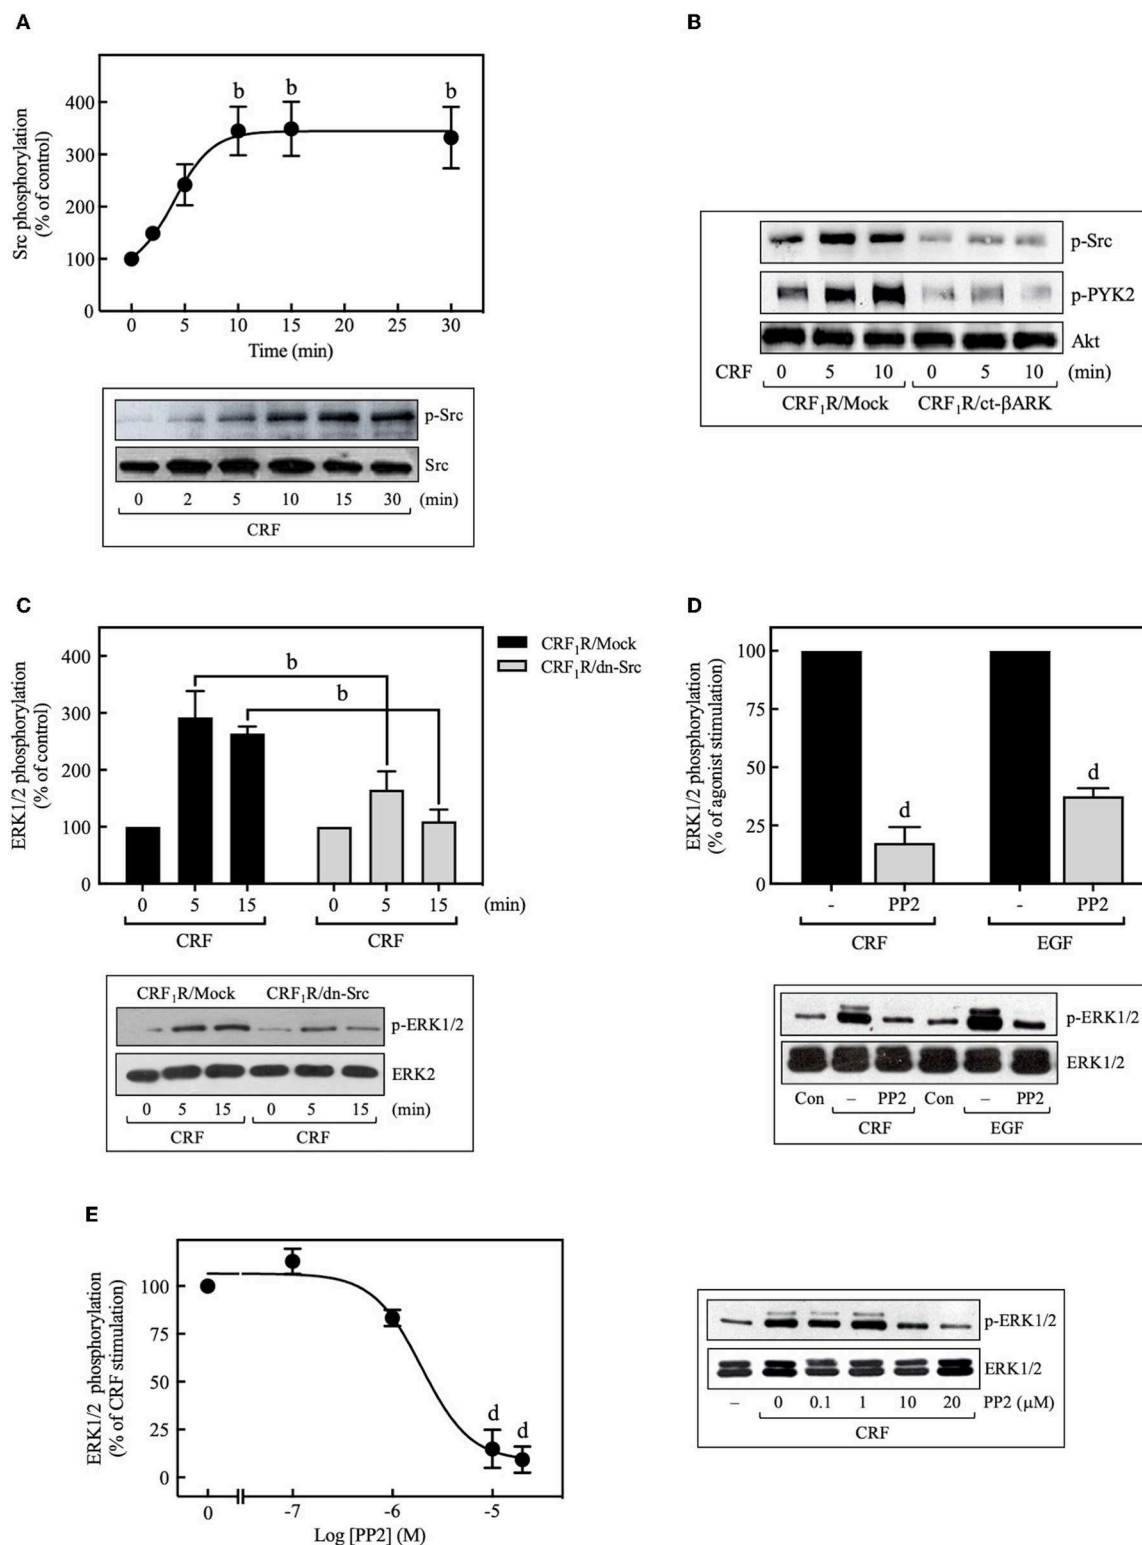 A
Src phosphorylation
(% of control)
400
300
200
100
0
b b b
0 5 10 15 20 25 30
Time (min)
p-Src
Src
0 2 5 10 15 30 (min)
CRF
B
p-Src
p-PYK2
Akt
CRF 0 5 10 0 5 10 (min)
CRF₁R/Mock CRF₁R/ct-βARK
C
ERK1/2 phosphorylation
(% of control)
400
300
200
100
0
b
b
CRF₁R/Mock
CRF₁R/dn-Src
0 5 15 0 5 15 (min)
CRF CRF
CRF₁R/Mock CRF₁R/dn-Src
p-ERK1/2
ERK2
0 5 15 0 5 15 (min)
CRF CRF
D
ERK1/2 phosphorylation
(% of agonist stimulation)
100
75
50
25
0
d
d
- PP2 - PP2
CRF EGF
p-ERK1/2
ERK1/2
Con – PP2 Con – PP2
CRF EGF
E
ERK1/2 phosphorylation
(% of CRF stimulation)
100
75
50
25
0
d d
0 -7 -6 -5
Log [PP2] (M)
p-ERK1/2
ERK1/2
– 0 0.1 1 10 20 PP2 (µM)
CRF